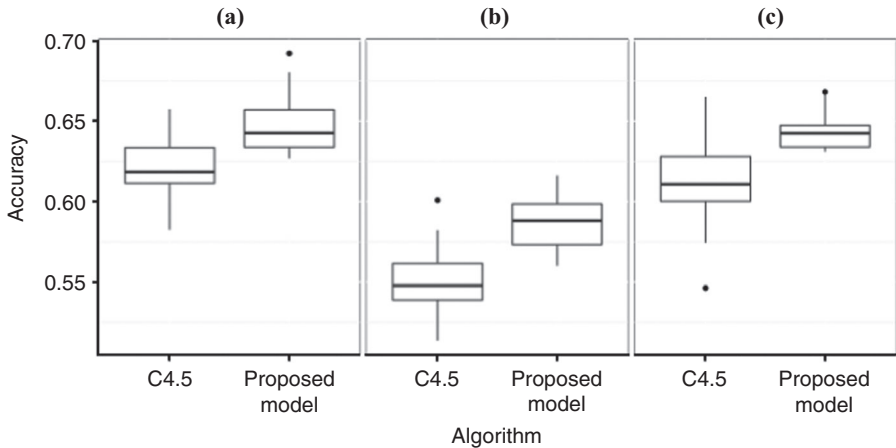 (a) (b) (c)
0.70
0.65
0.60
0.55
Accuracy
C4.5 Proposed model C4.5 Proposed model C4.5 Proposed model
Algorithm